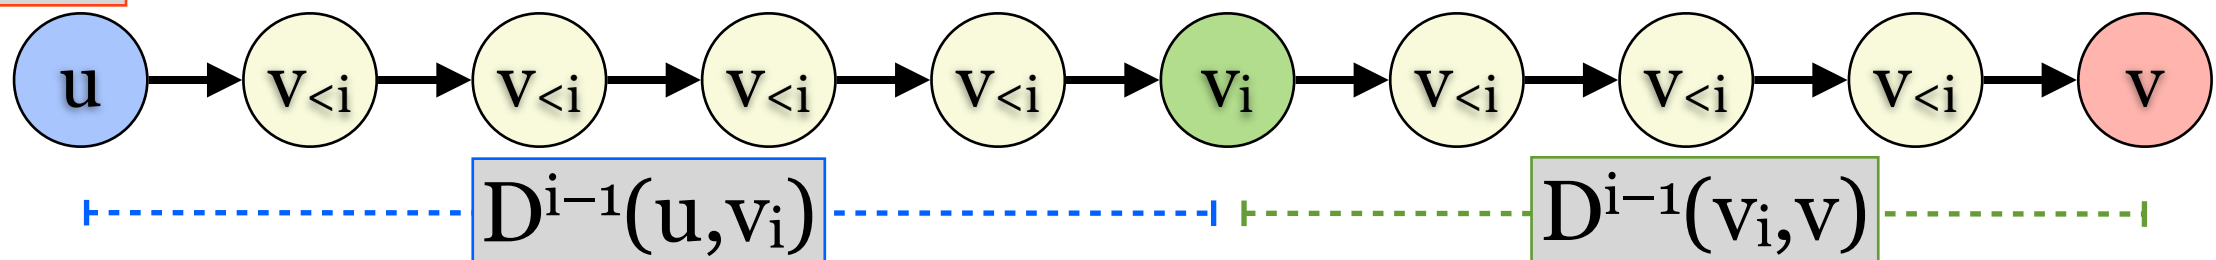 u v<i v<i v<i v<i vi v<i v<i v<i v
Dⁱ⁻¹(u,vᵢ) Dⁱ⁻¹(vᵢ,v)